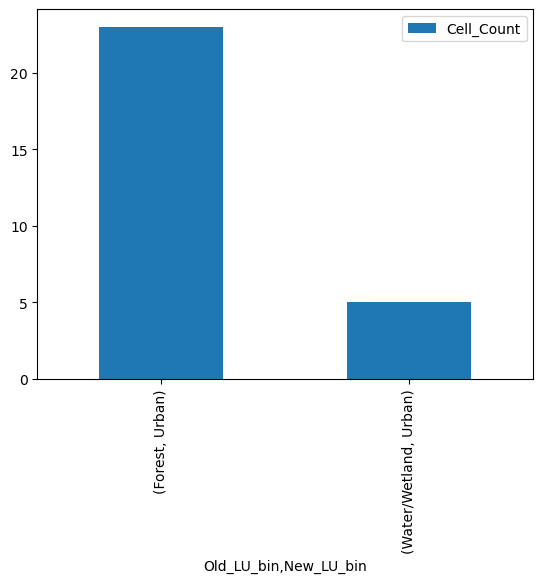 Cell_Count
20
15
10
5
0
(Forest, Urban)
(Water/Wetland, Urban)
Old_LU_bin,New_LU_bin